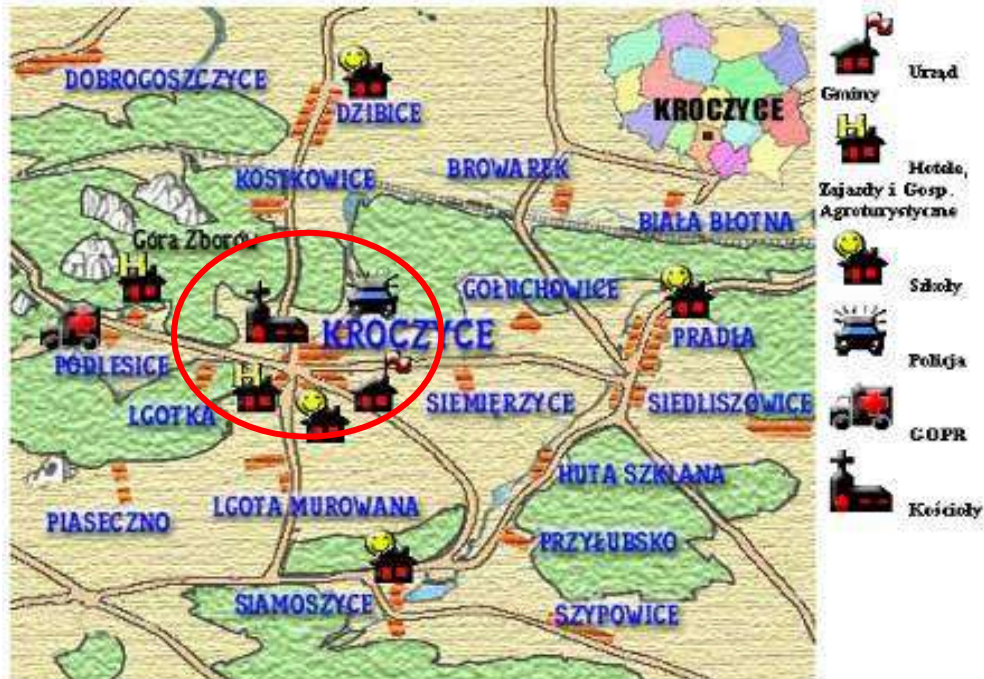 DOBROGOSZCZYCE
DZIBICE
KROCZYCE
KOSTKOWICE
BROWAREK
BIAŁA BŁOTNA
Góra Zborów
GOŁUCHOWICE
KROCZYCE
PRADŁA
PODLESICE
LGOTKA
SIEMIERZYCE
SIEDLISZOWICE
HUTA SZKLANA
LGOTA MUROWANA
PIASECZNO
PRZYŁUBSKO
SIAMOSZYCE
SZYPOWICE
Urząd
Gminy
H
Hotele,
Zajazdy i Gosp.
Agroturystyczne
Szkoły
Policja
GOPR
Kościoły
H
H